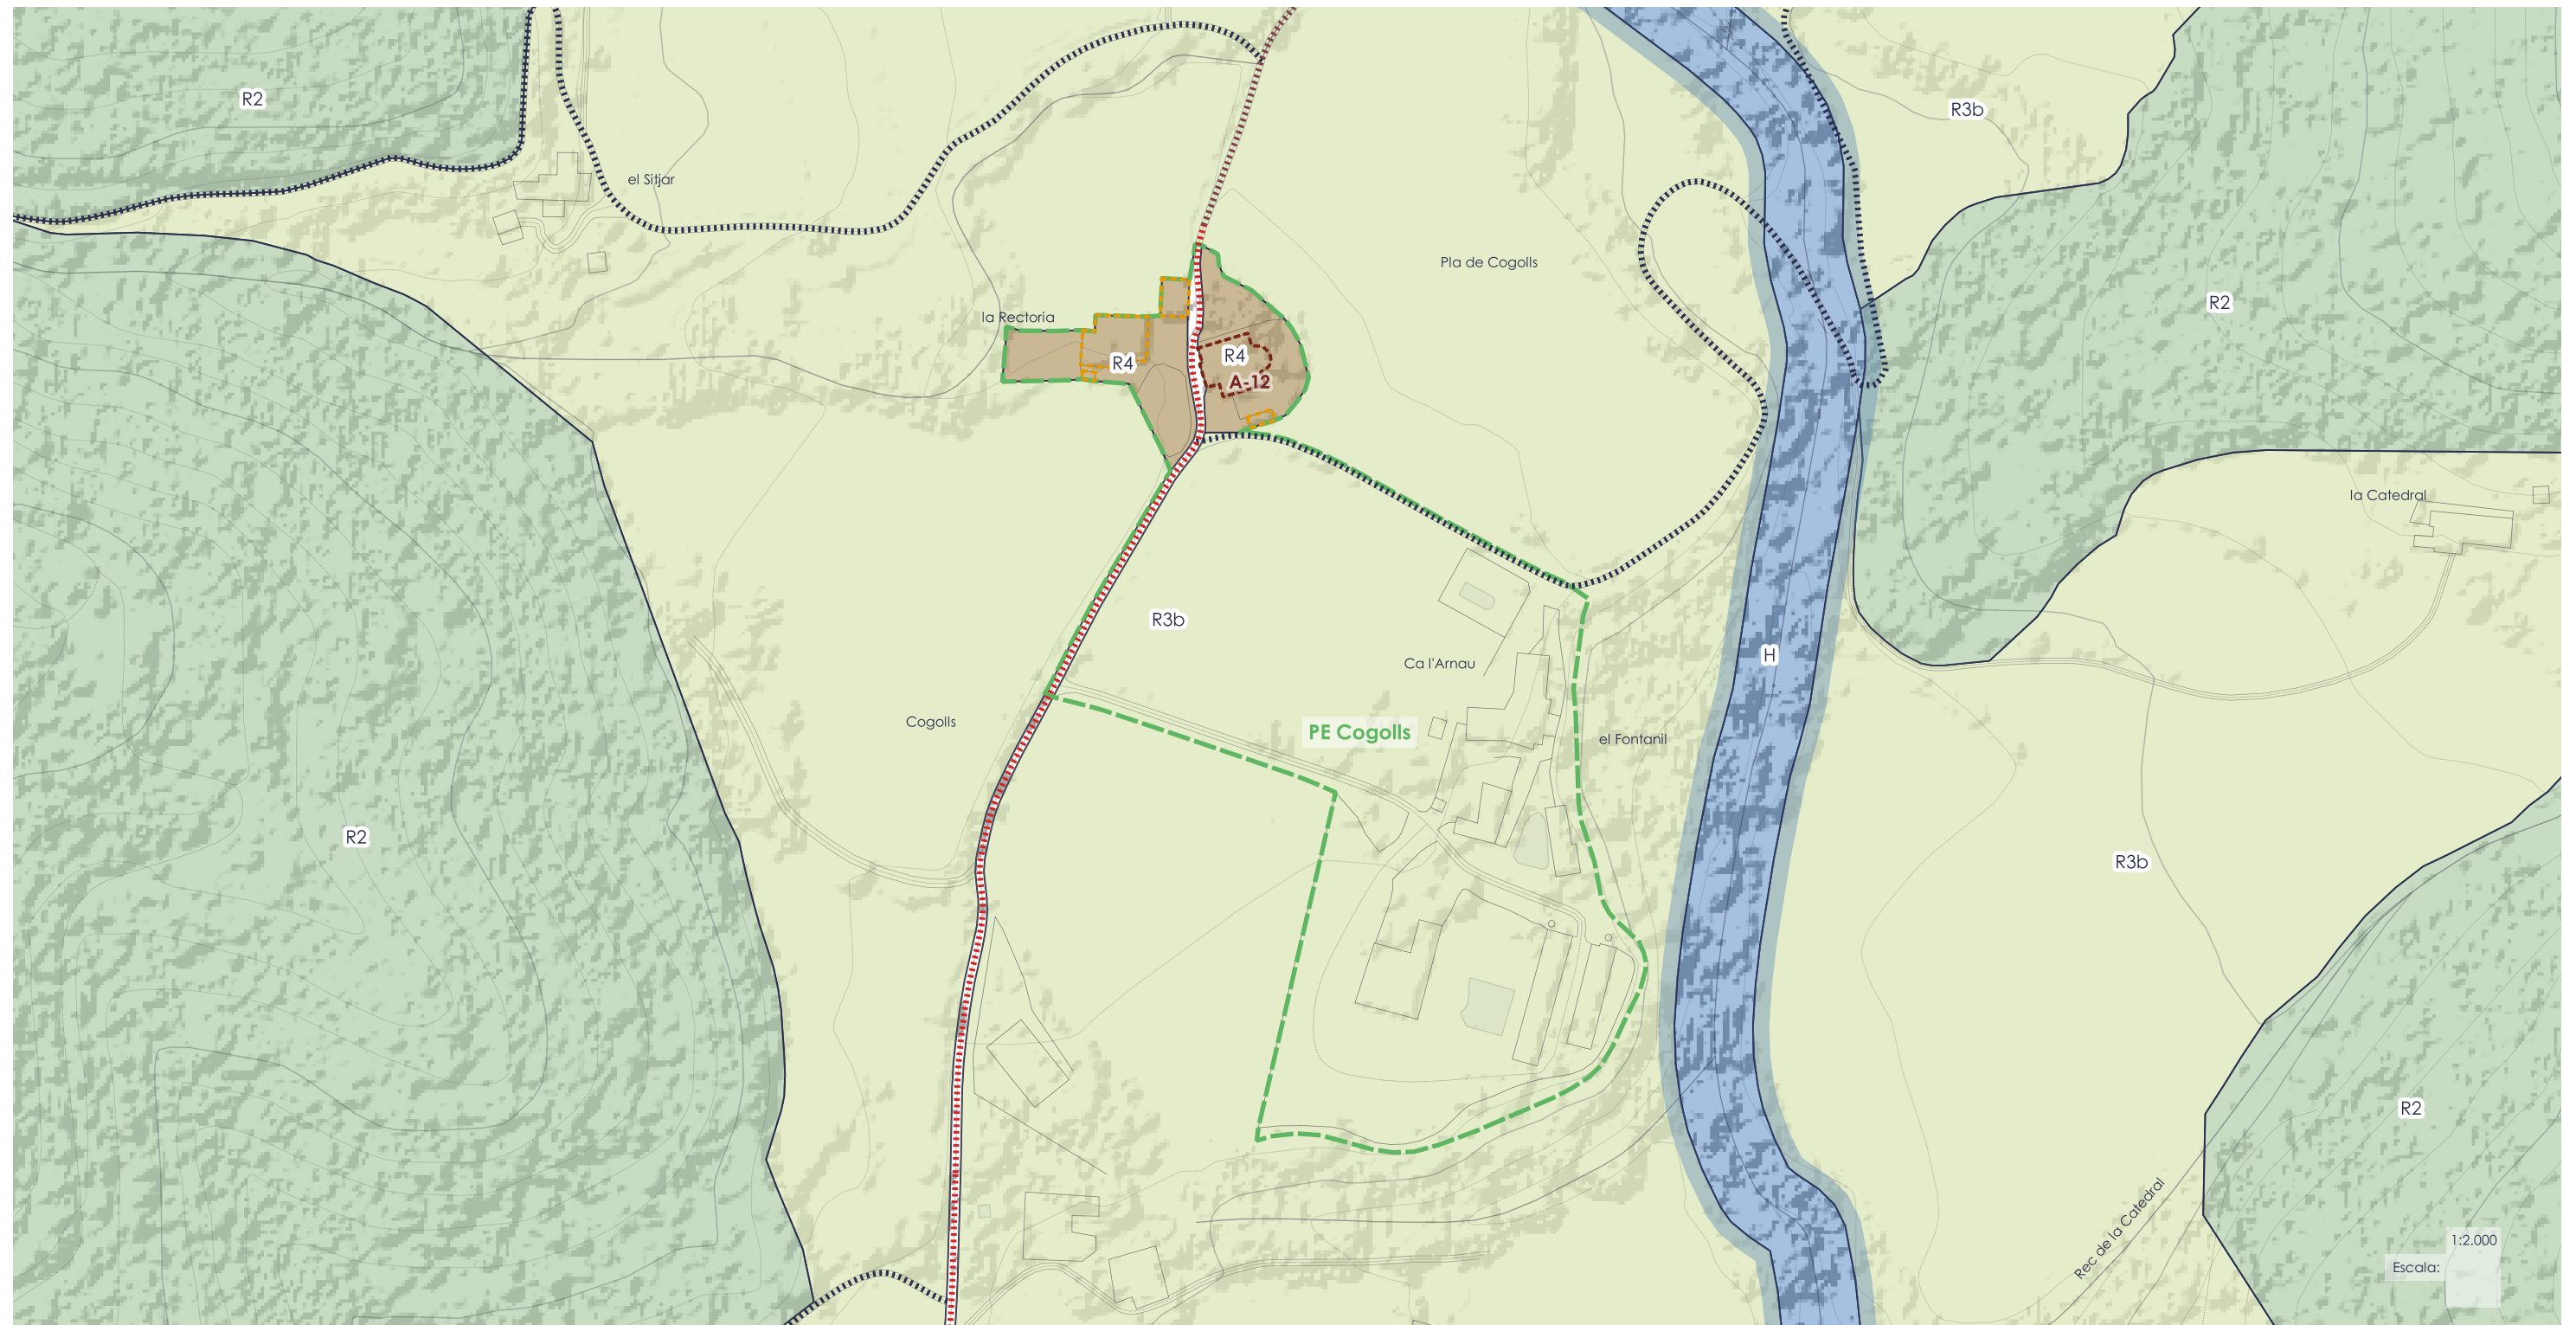 R2
R3b
el Sitjar
Pla de Cogolls
R2
la Rectoria
R4
R4
A-12
la Catedral
R3b
H
Ca l'Arnau
Cogolls
PE Cogolls
el Fontanil
R2
R3b
R2
Rec de la Catedral
1:2.000
Escala: